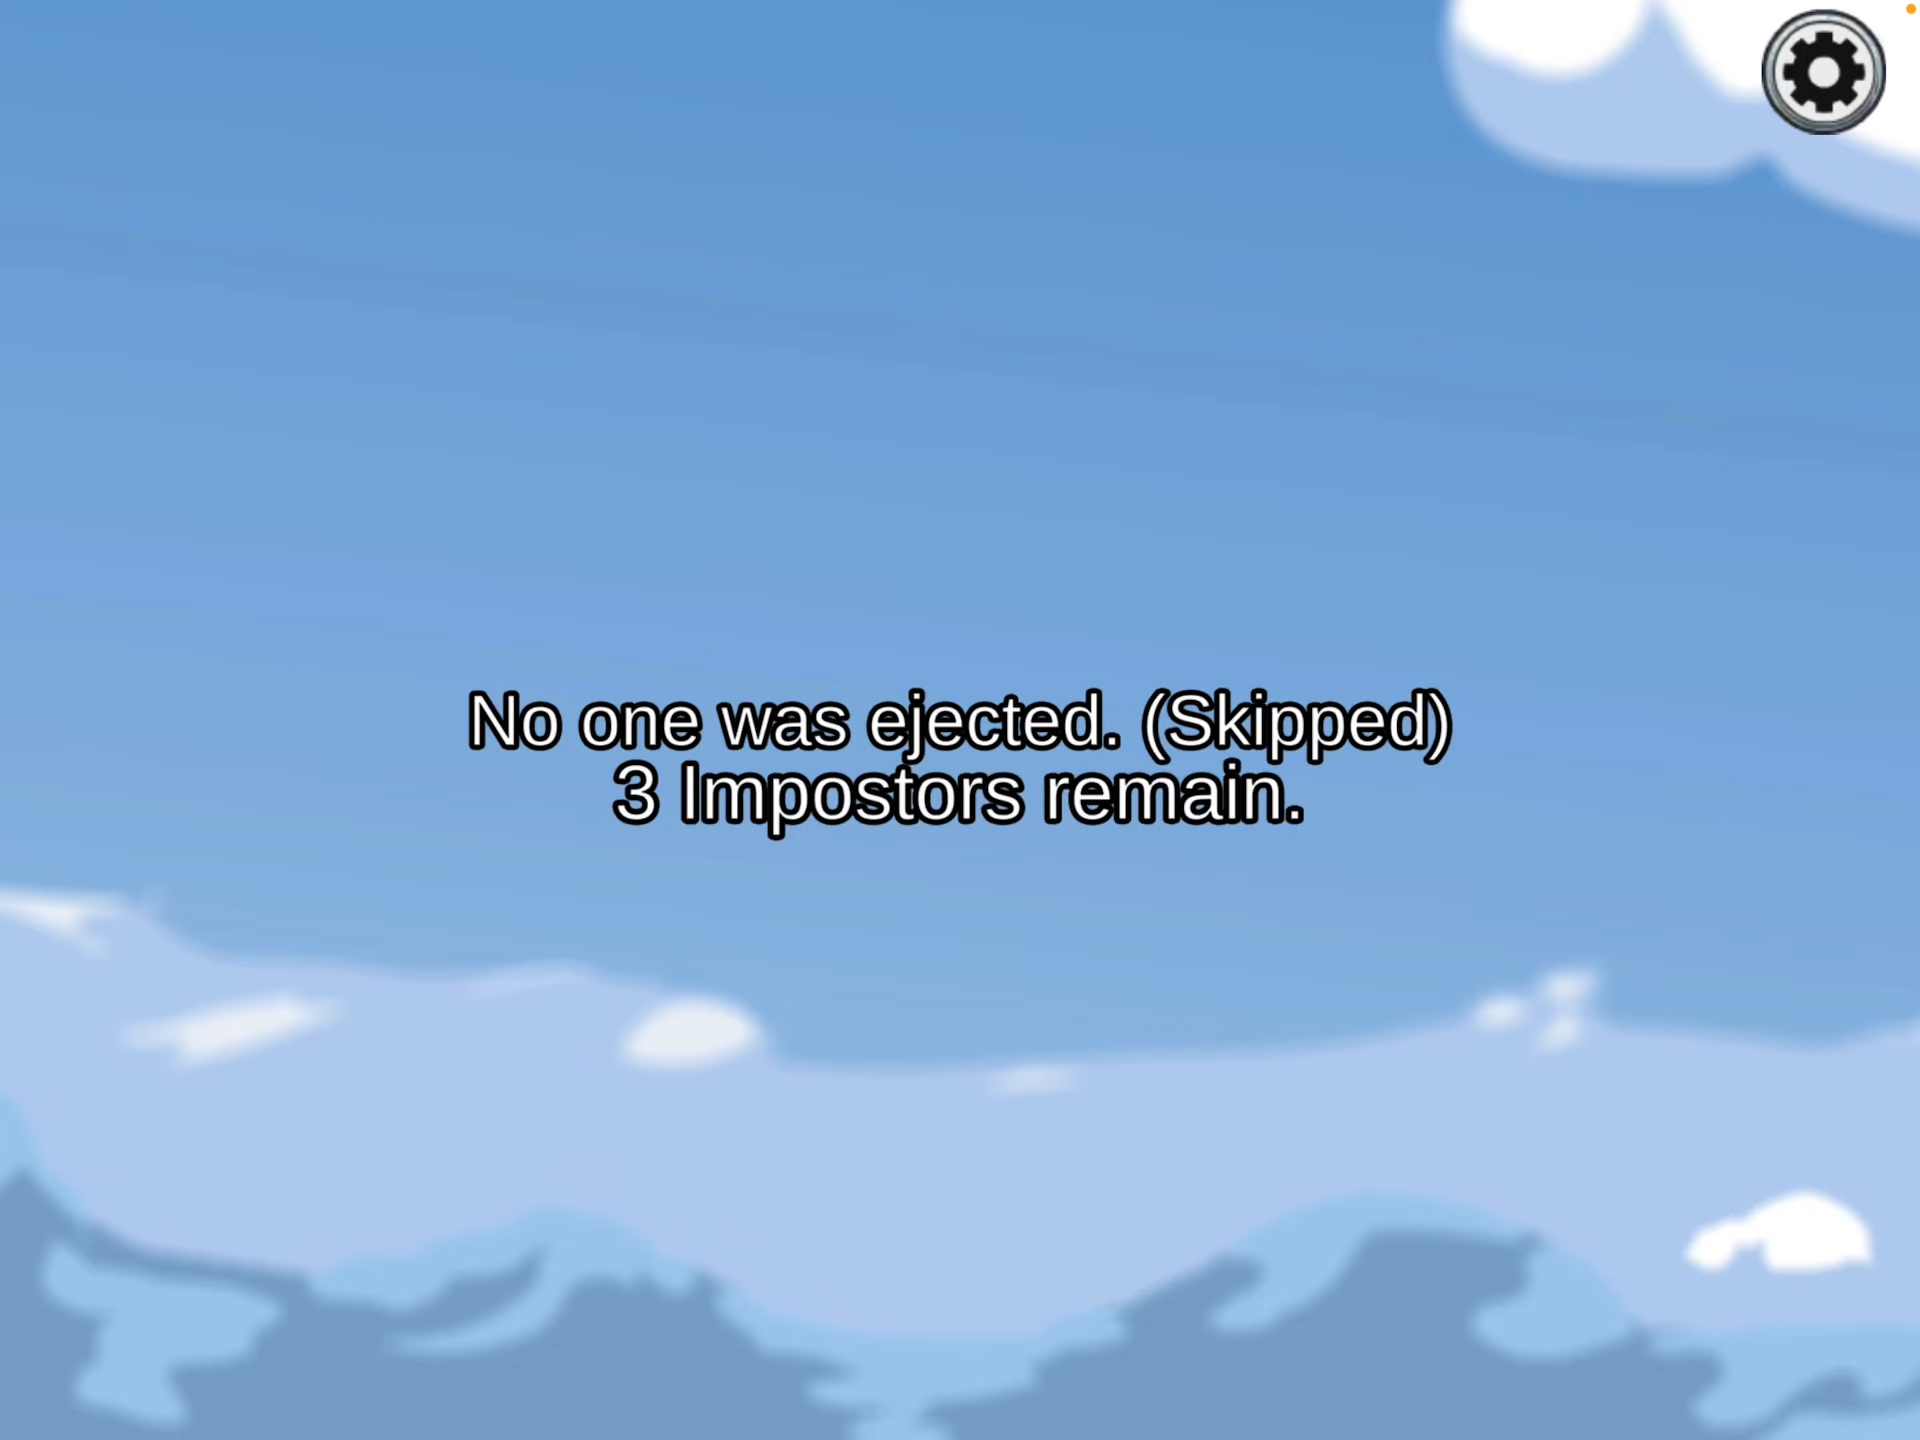 No one was ejected. (Skipped)
3 Impostors remain.